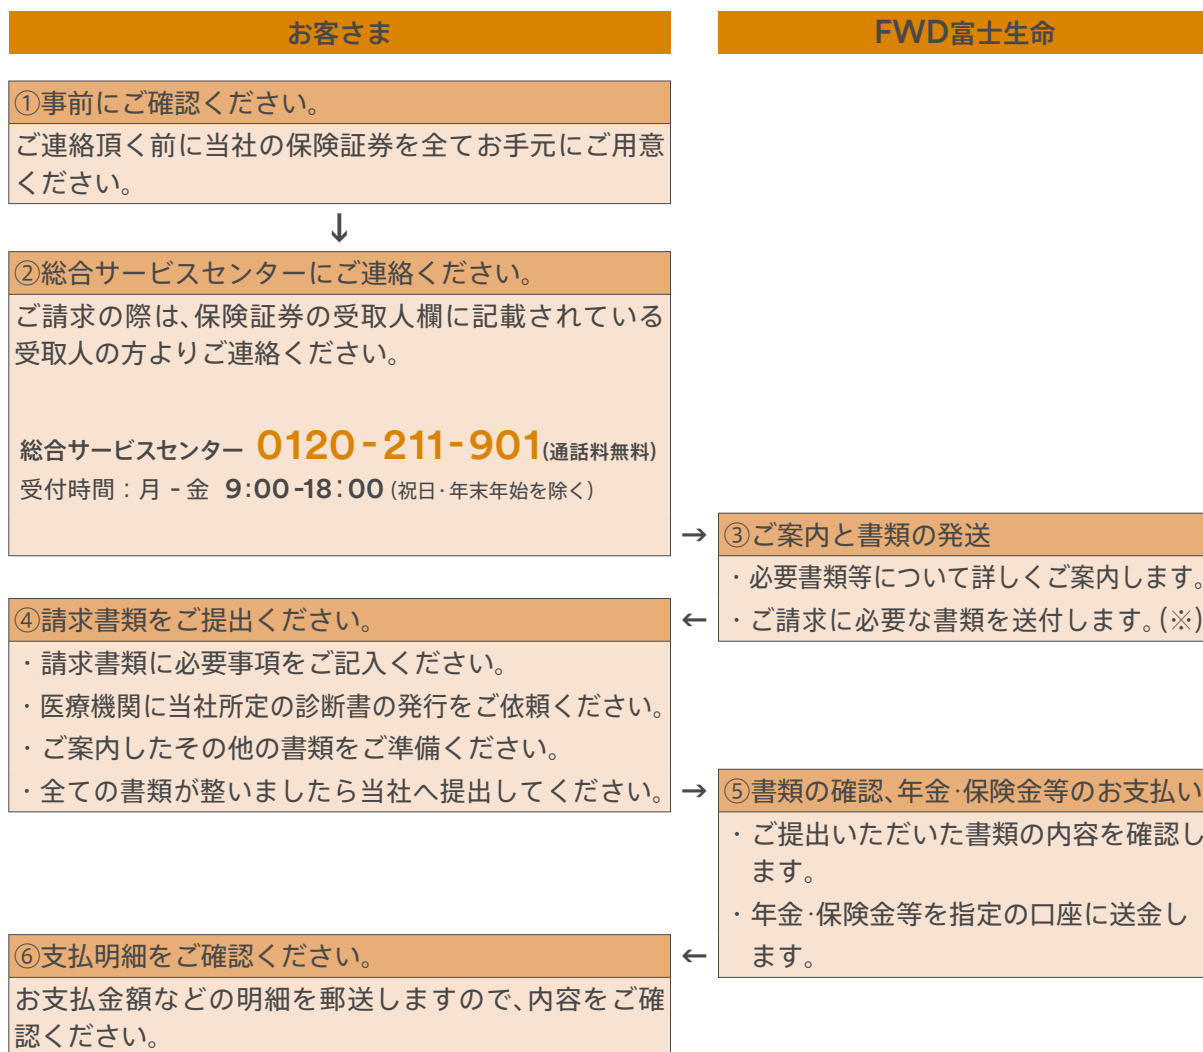 お客さま
FWD富士生命
①事前にご確認ください。
ご連絡頂く前に当社の保険証券を全てお手元にご用意
ください。
↓
②総合サービスセンターにご連絡ください。
ご請求の際は、保険証券の受取人欄に記載されている
受取人の方よりご連絡ください。
総合サービスセンター 0120-211-901(通話料無料)
受付時間：月 - 金 9:00-18:00 (祝日・年末年始を除く)
→
③ご案内と書類の発送
・必要書類等について詳しくご案内します。
・ご請求に必要な書類を送付します。(※)
←
④請求書類をご提出ください。
・請求書類に必要事項をご記入ください。
・医療機関に当社所定の診断書の発行をご依頼ください。
・ご案内したその他の書類をご準備ください。
・全ての書類が整いましたら当社へ提出してください。
→
⑤書類の確認、年金・保険金等のお支払い
・ご提出いただいた書類の内容を確認し
ます。
・年金・保険金等を指定の口座に送金し
ます。
←
⑥支払明細をご確認ください。
お支払金額などの明細を郵送しますので、内容をご確
認ください。